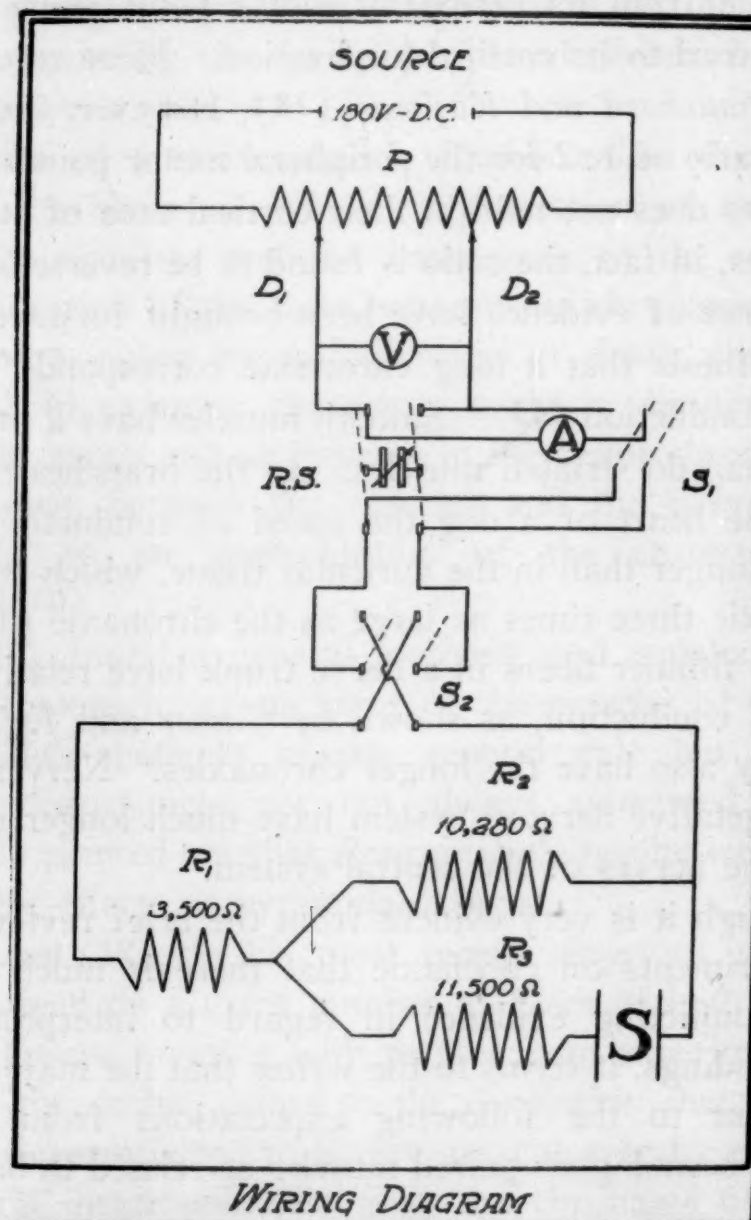 SOURCE
180V-D.C.
P
D1
D2
V
A
R.S.
S1
S2
R2
10,280 Ω
R1
3,500 Ω
R3
11,500 Ω
S
WIRING DIAGRAM